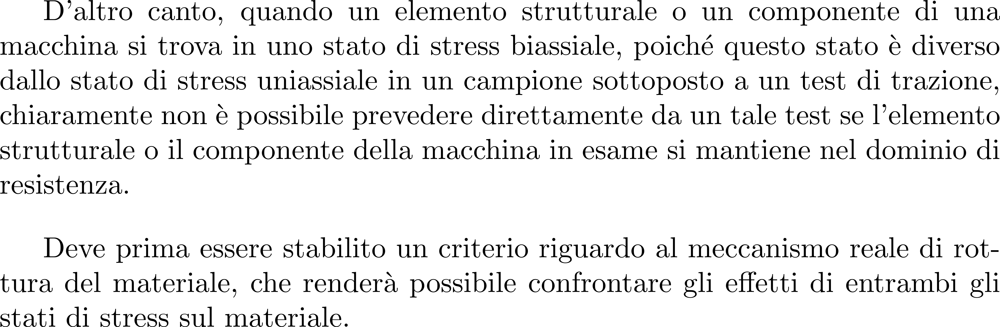 D’altro canto, quando un elemento strutturale o un componente di una
macchina si trova in uno stato di stress biassiale, poiché questo stato è diverso
dallo stato di stress uniassiale in un campione sottoposto a un test di trazione,
chiaramente non è possibile prevedere direttamente da un tale test se l’elemento
strutturale o il componente della macchina in esame si mantiene nel dominio di
resistenza.
Deve prima essere stabilito un criterio riguardo al meccanismo reale di rot-
tura del materiale, che renderà possibile confrontare gli effetti di entrambi gli
stati di stress sul materiale.